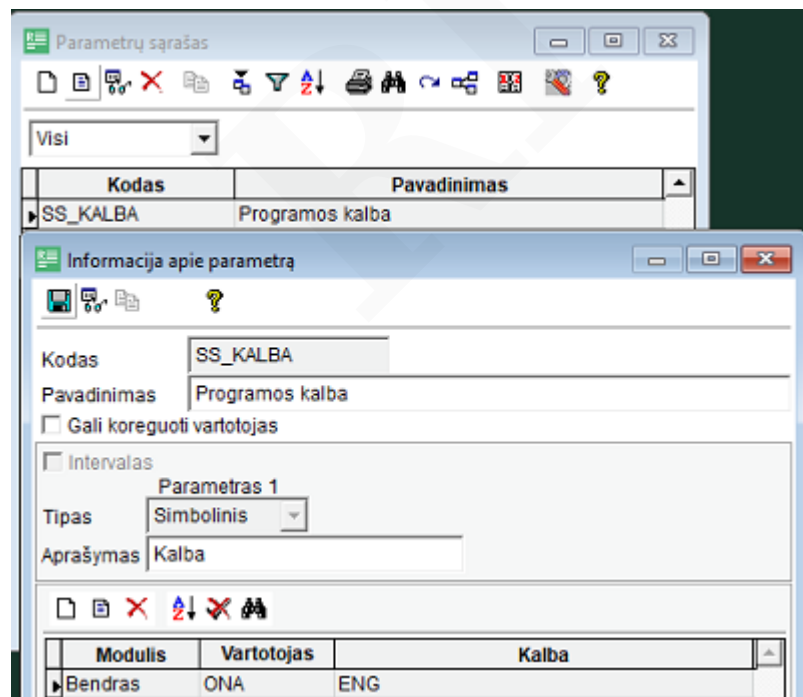 Parametrų sąrašas
Visi
Kodas Pavadinimas
SS_KALBA Programos kalba
Informacija apie parametrą
Kodas SS_KALBA
Pavadinimas Programos kalba
Gali koreguoti vartotojas
Intervalas
Parametras 1
Tipas Simbolinis
Aprašymas Kalba
Modulis Vartotojas Kalba
Bendras ONA ENG